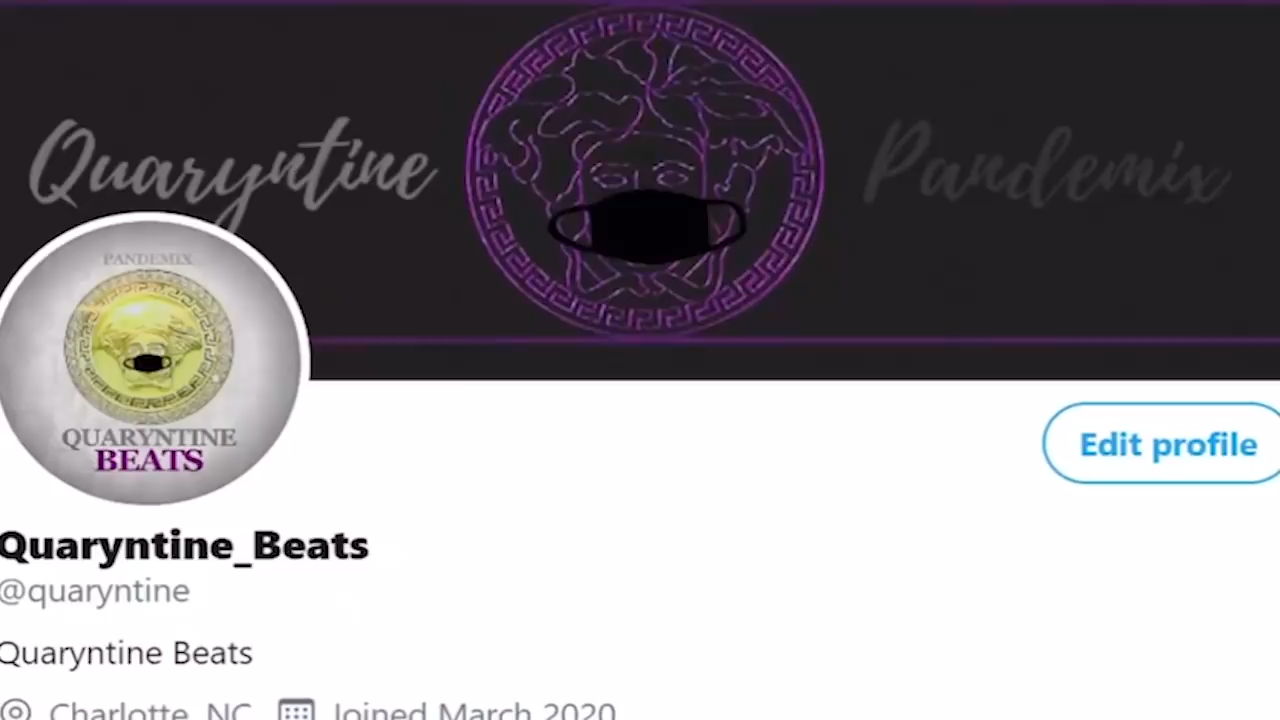 Quaryntine Pandemix
PANDEMIX
QUARYNTINE
BEATS
Edit profile
Quaryntine_Beats
@quaryntine
Quaryntine Beats
Charlotte, NC Joined March 2020